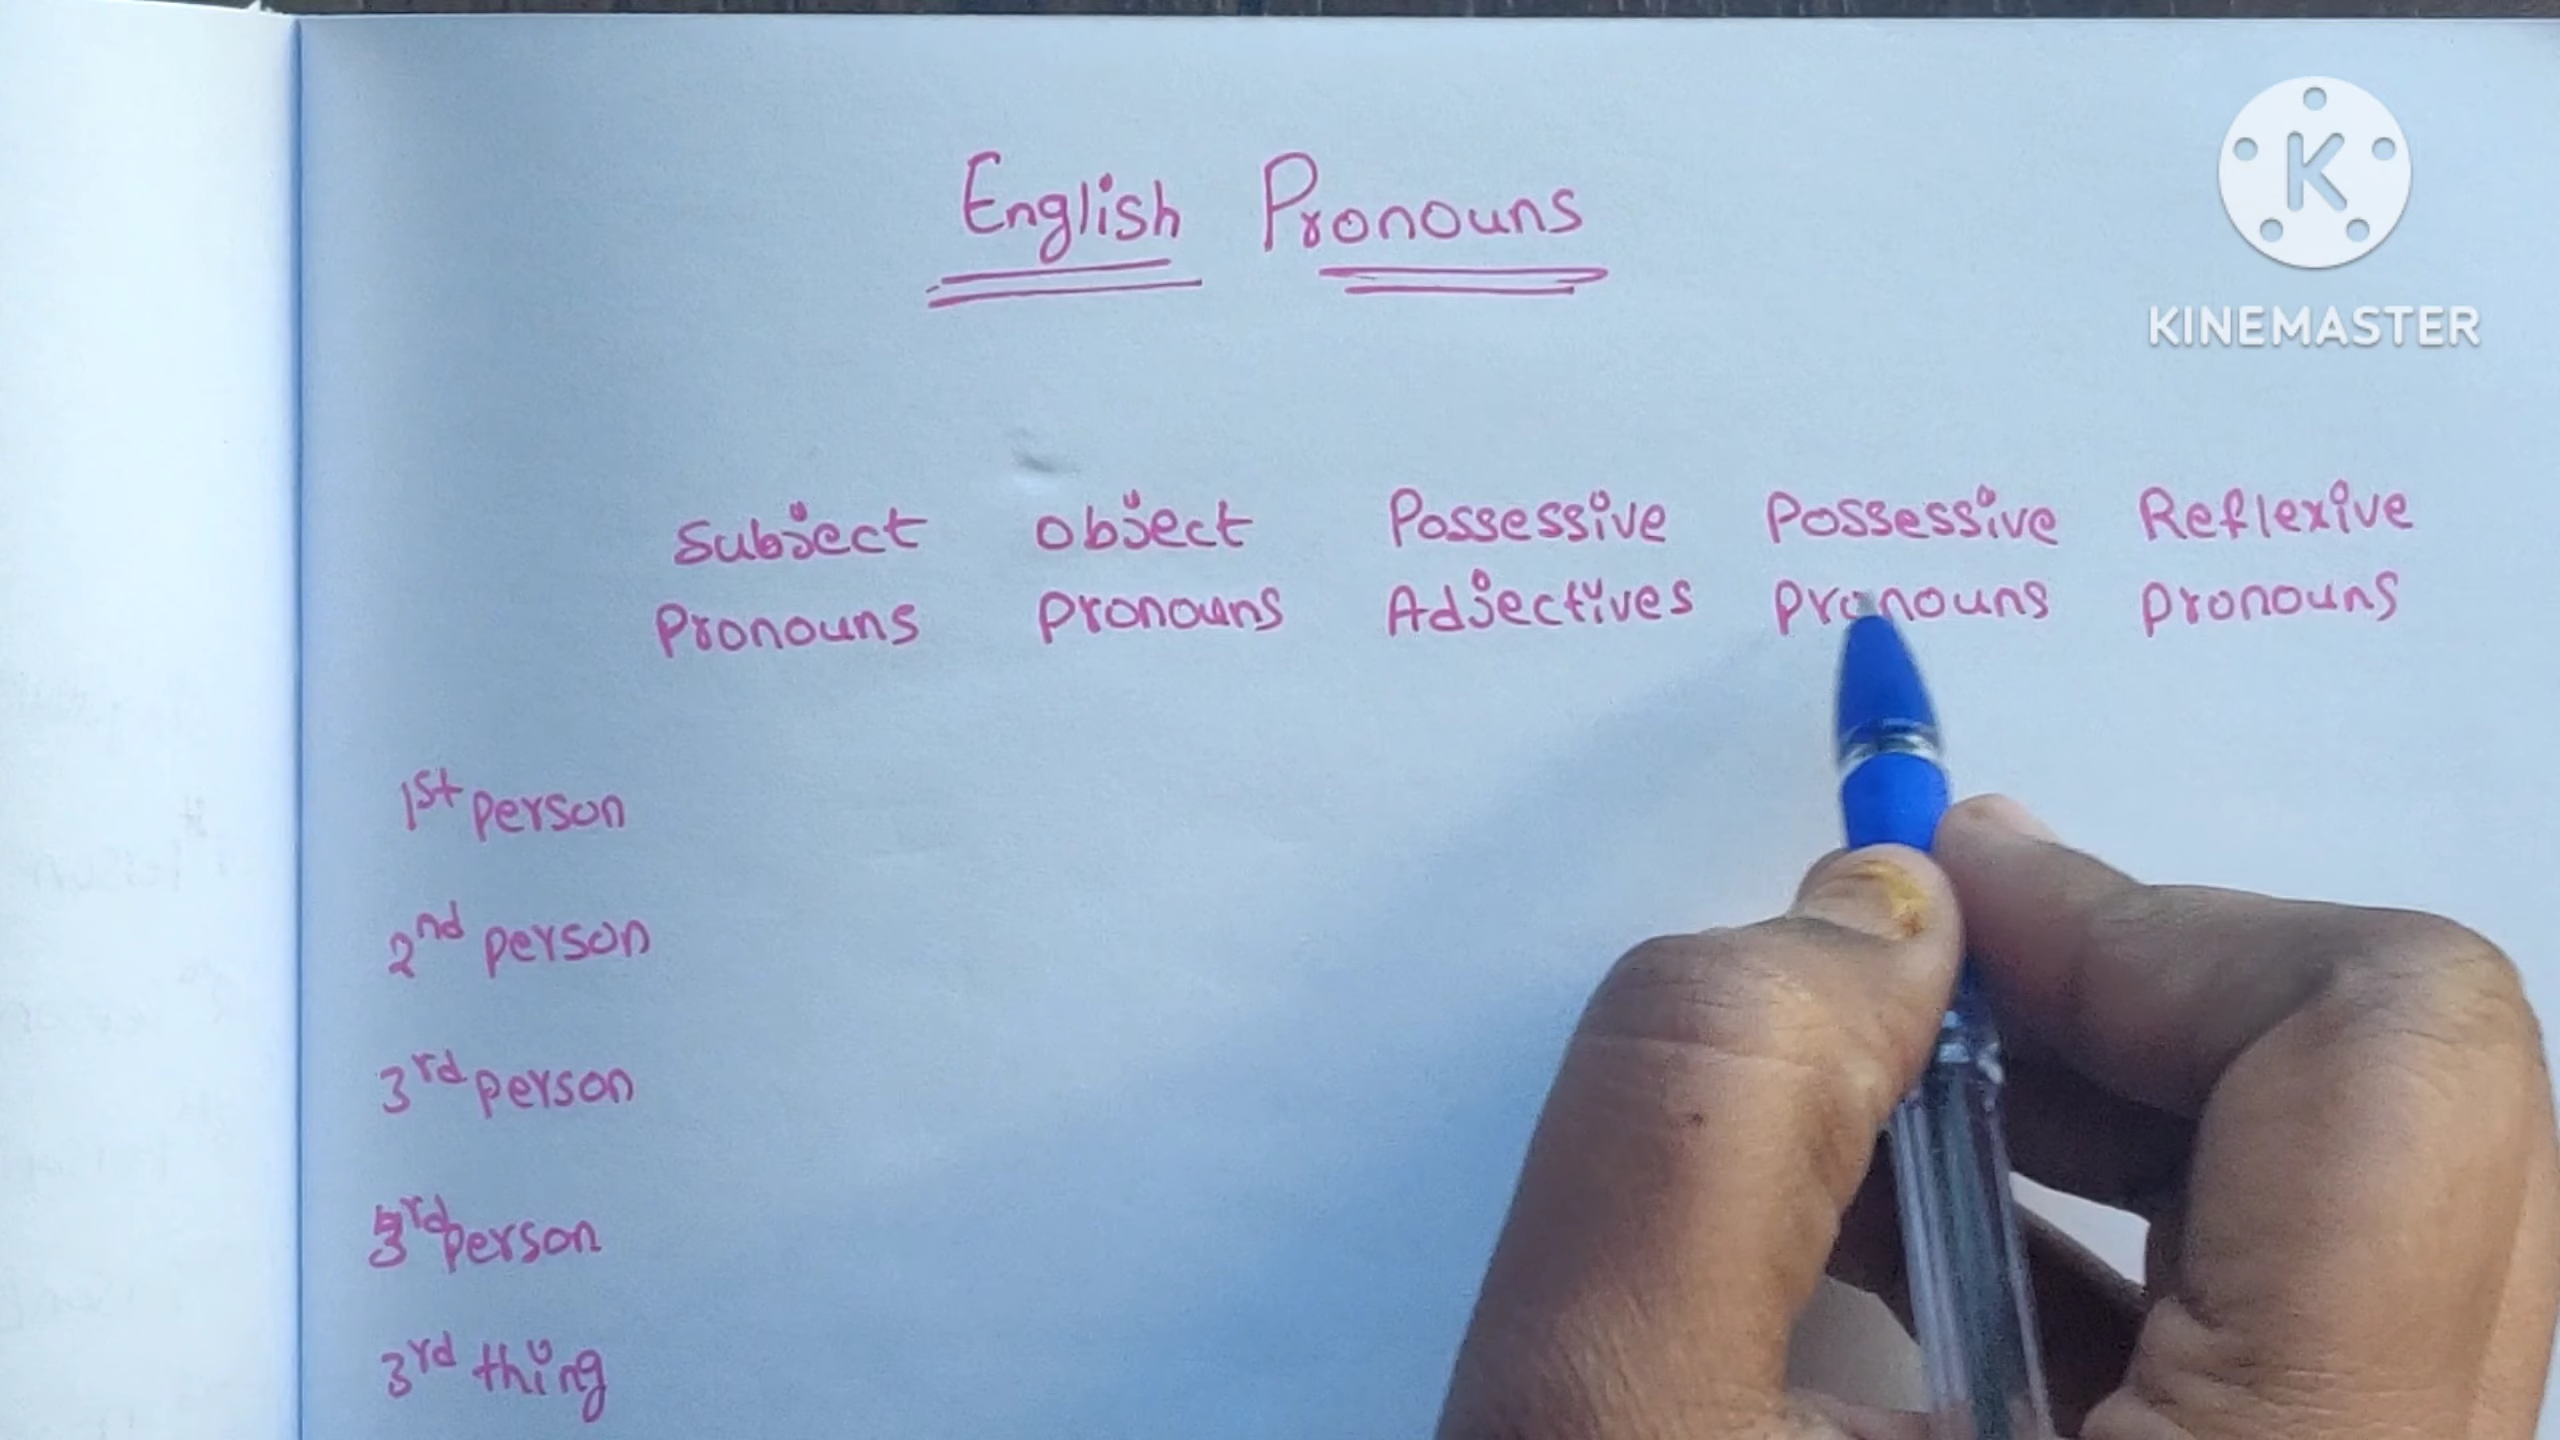 English Pronouns
KINEMASTER
Subject Object Possessive Possessive Reflexive
Pronouns Pronouns Adjectives Pronouns Pronouns
1st person
2nd person
3rd person
3rd person
3rd thing